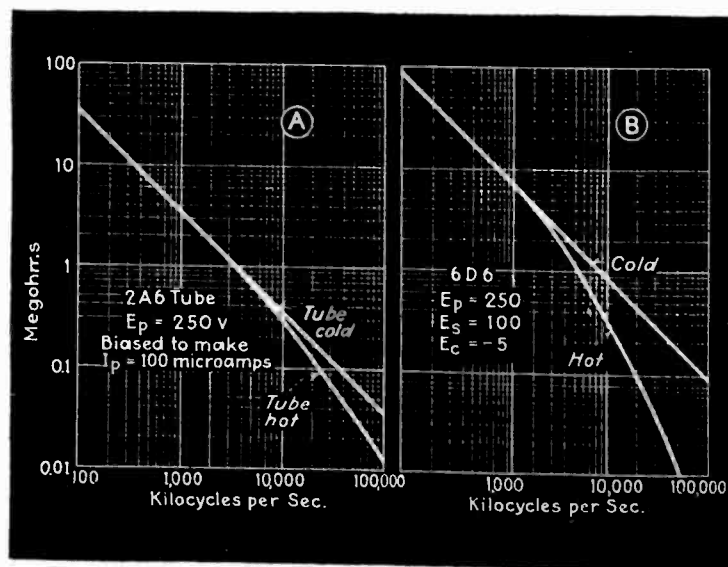 100
10
1
0.1
0.01
Megohms
A
2A6 Tube
Ep = 250 v
Biased to make
Ip = 100 microamps
Tube
cold
Tube
hot
100
1,000
10,000
100,000
Kilocycles per Sec.
B
6D6
Ep = 250
Es = 100
Ec = -5
Cold
Hot
1,000
10,000
100,000
Kilocycles per Sec.